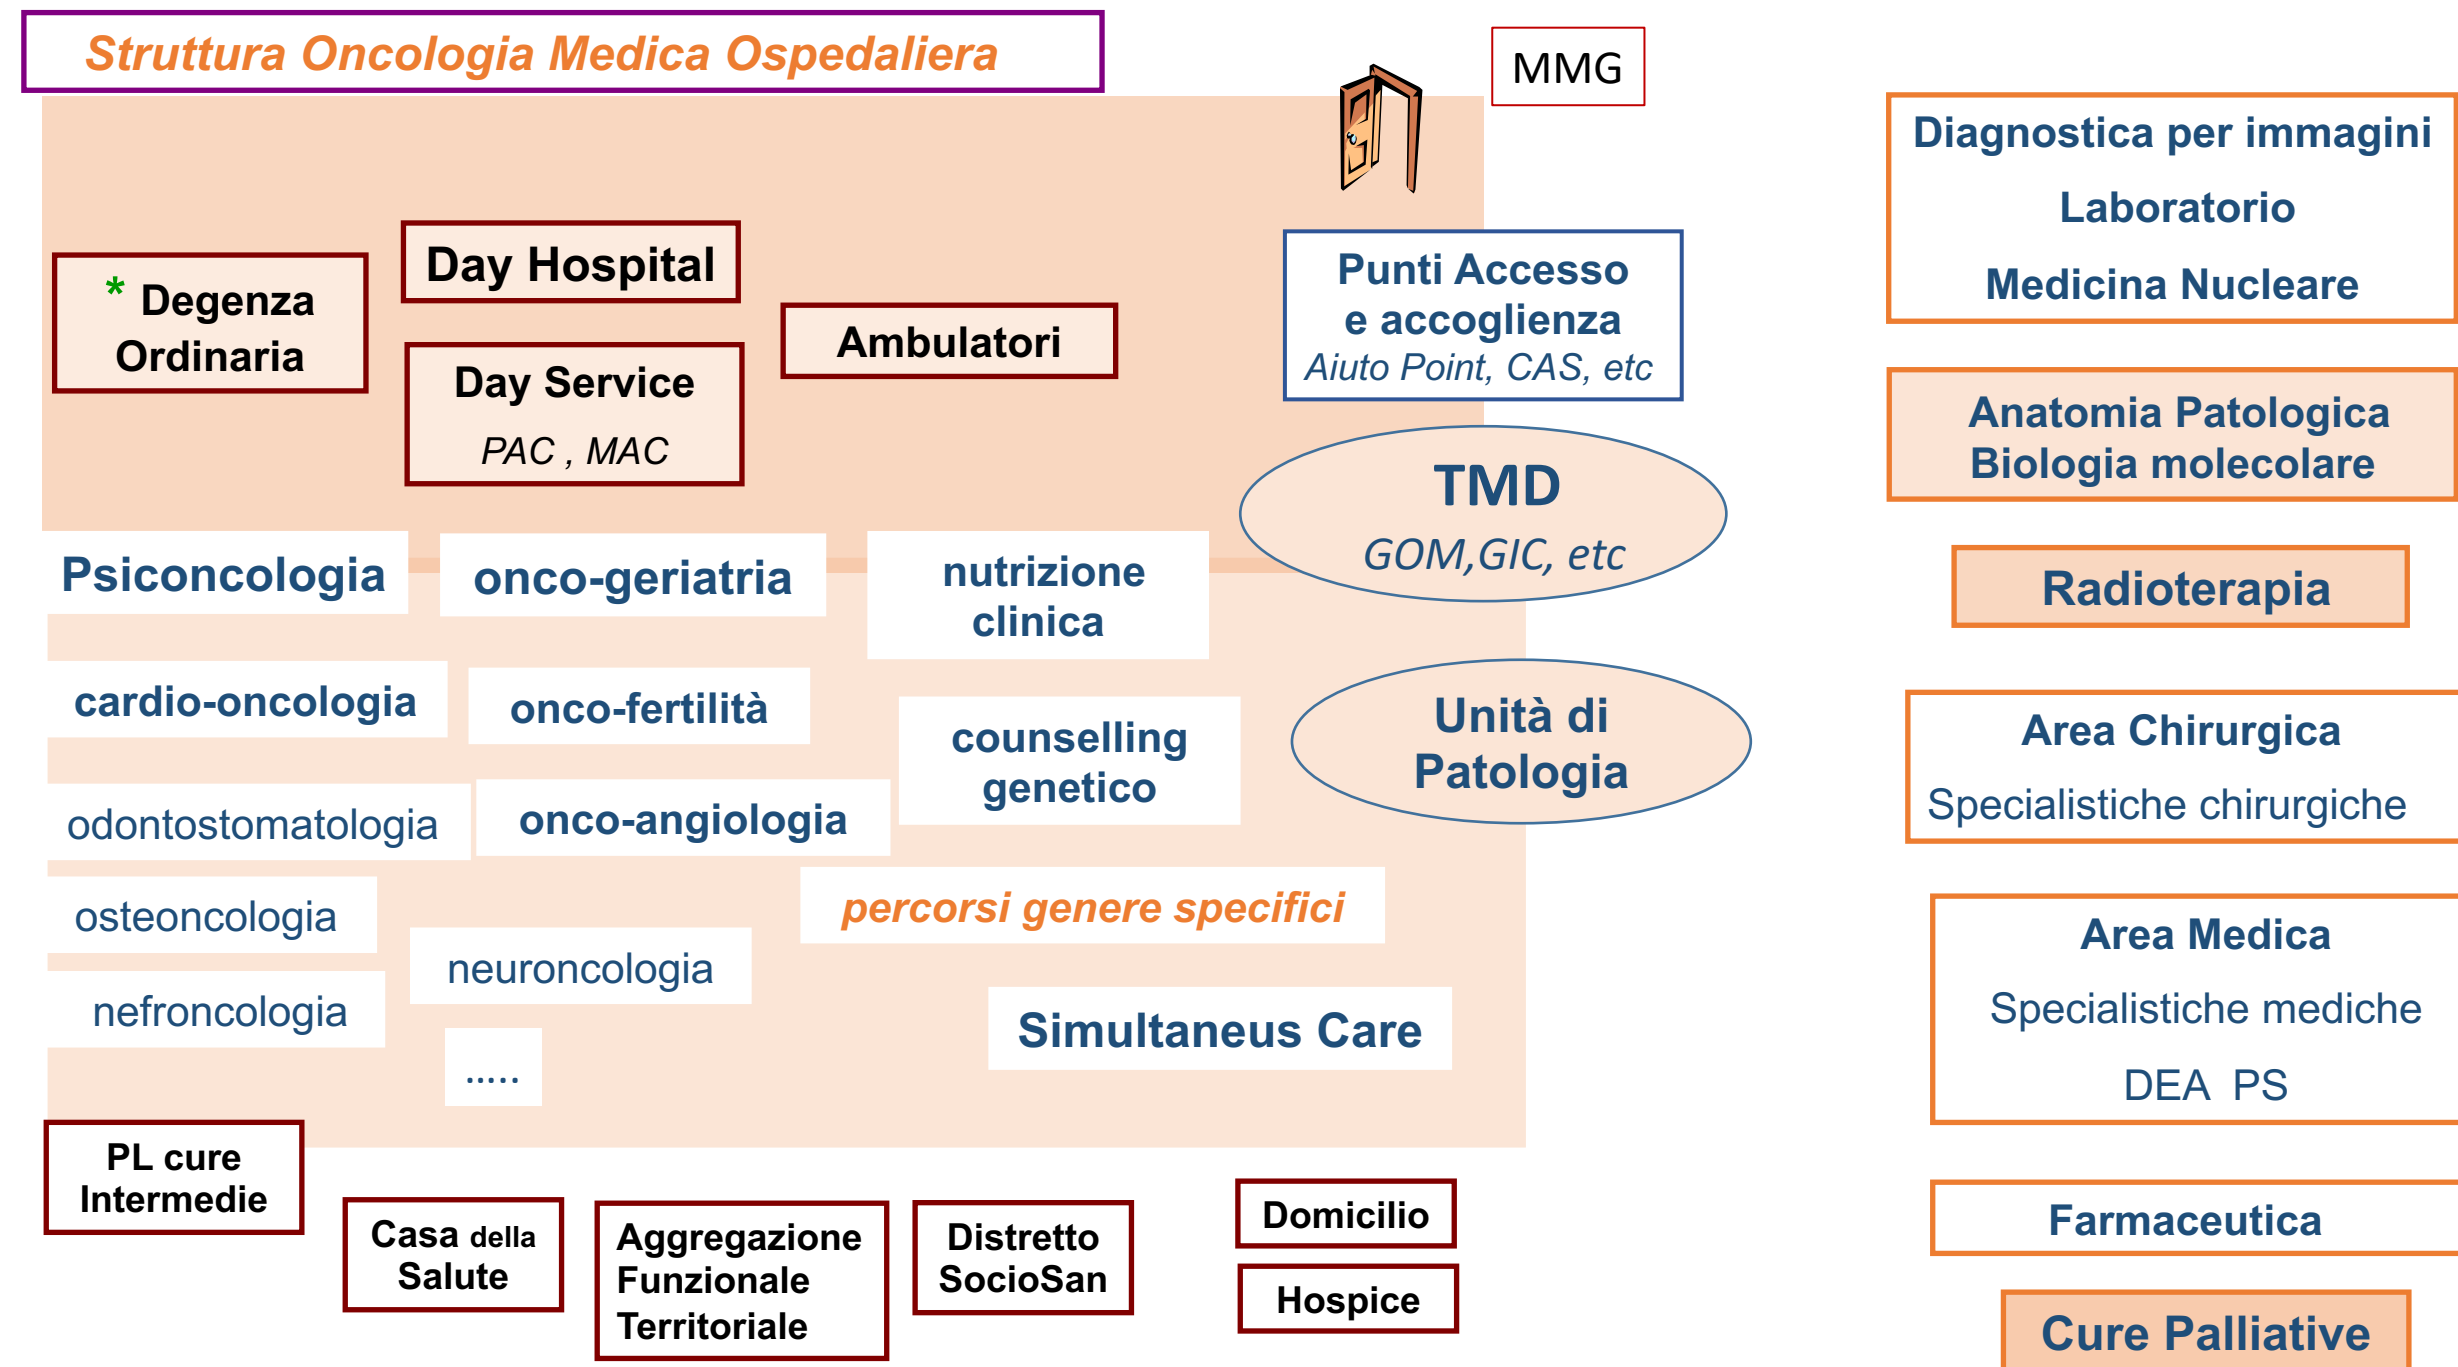 Struttura Oncologia Medica Ospedaliera
MMG
* Degenza
Ordinaria
Day Hospital
Day Service
PAC , MAC
Ambulatori
Punti Accesso
e accoglienza
Aiuto Point, CAS, etc
TMD
GOM,GIC, etc
Unità di
Patologia
Psiconcologia
onco-geriatria
nutrizione
clinica
cardio-oncologia
onco-fertilità
counselling
genetico
odontostomatologia
onco-angiologia
osteoncologia
percorsi genere specifici
neuroncologia
nefroncologia
Simultaneus Care
.....
PL cure
Intermedie
Casa della
Salute
Aggregazione
Funzionale
Territoriale
Distretto
SocioSan
Domicilio
Hospice
Diagnostica per immagini
Laboratorio
Medicina Nucleare
Anatomia Patologica
Biologia molecolare
Radioterapia
Area Chirurgica
Specialistiche chirurgiche
Area Medica
Specialistiche mediche
DEA PS
Farmaceutica
Cure Palliative